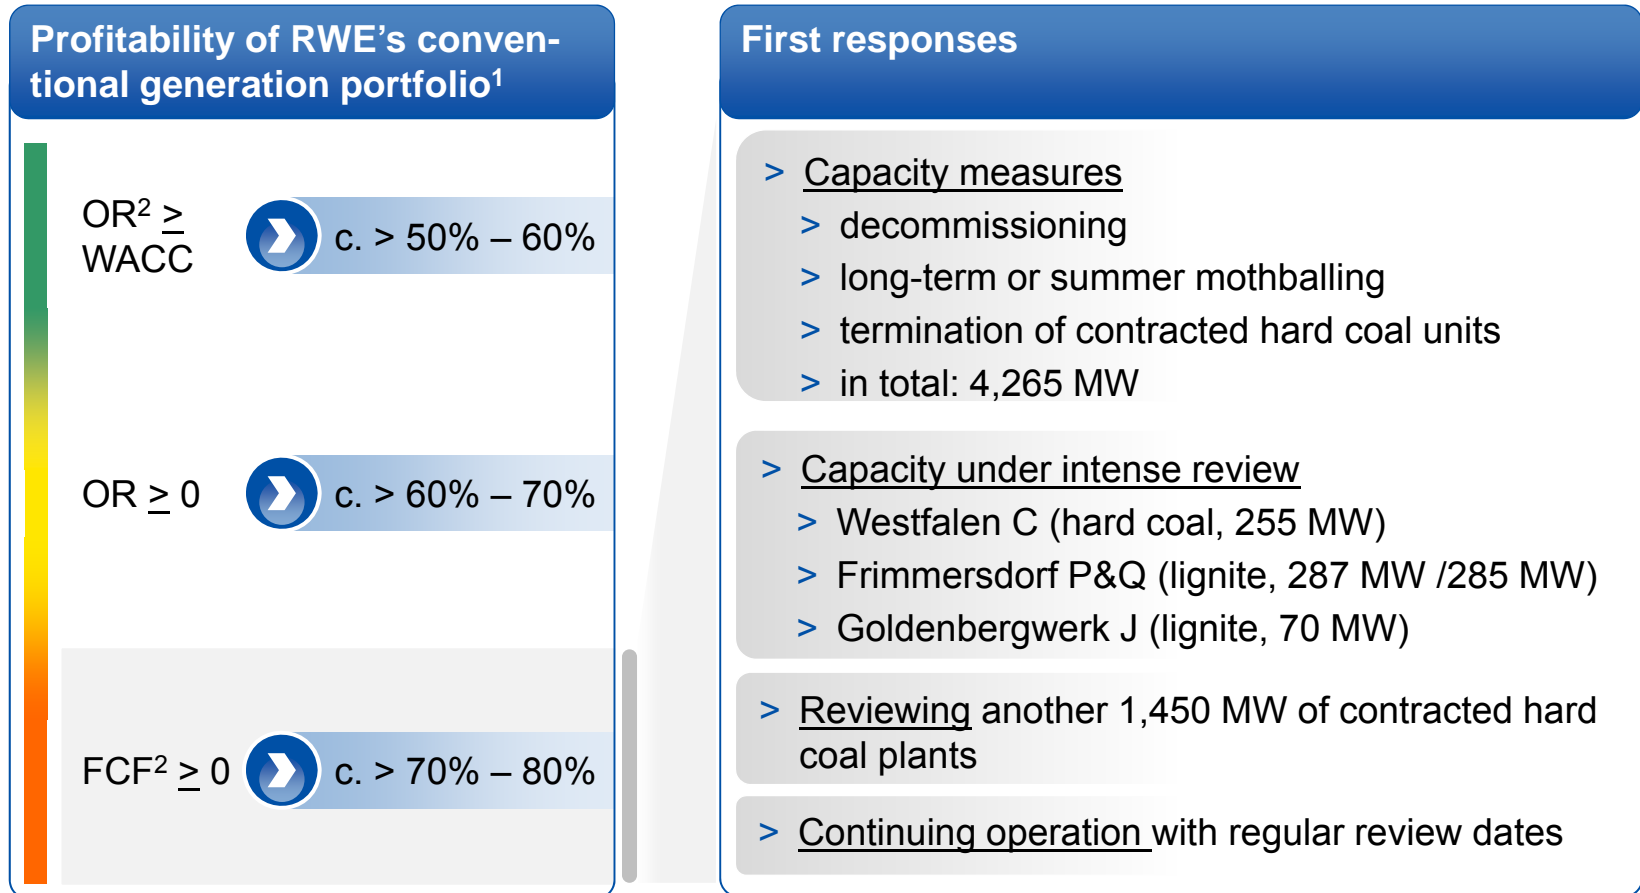 Profitability of RWE’s conven-
tional generation portfolio¹
OR² ≥
WACC
c. > 50% – 60%
OR ≥ 0
c. > 60% – 70%
FCF² ≥ 0
c. > 70% – 80%
First responses
> Capacity measures
> decommissioning
> long-term or summer mothballing
> termination of contracted hard coal units
> in total: 4,265 MW
> Capacity under intense review
> Westfalen C (hard coal, 255 MW)
> Frimmersdorf P&Q (lignite, 287 MW /285 MW)
> Goldenbergwerk J (lignite, 70 MW)
> Reviewing another 1,450 MW of contracted hard
coal plants
> Continuing operation with regular review dates